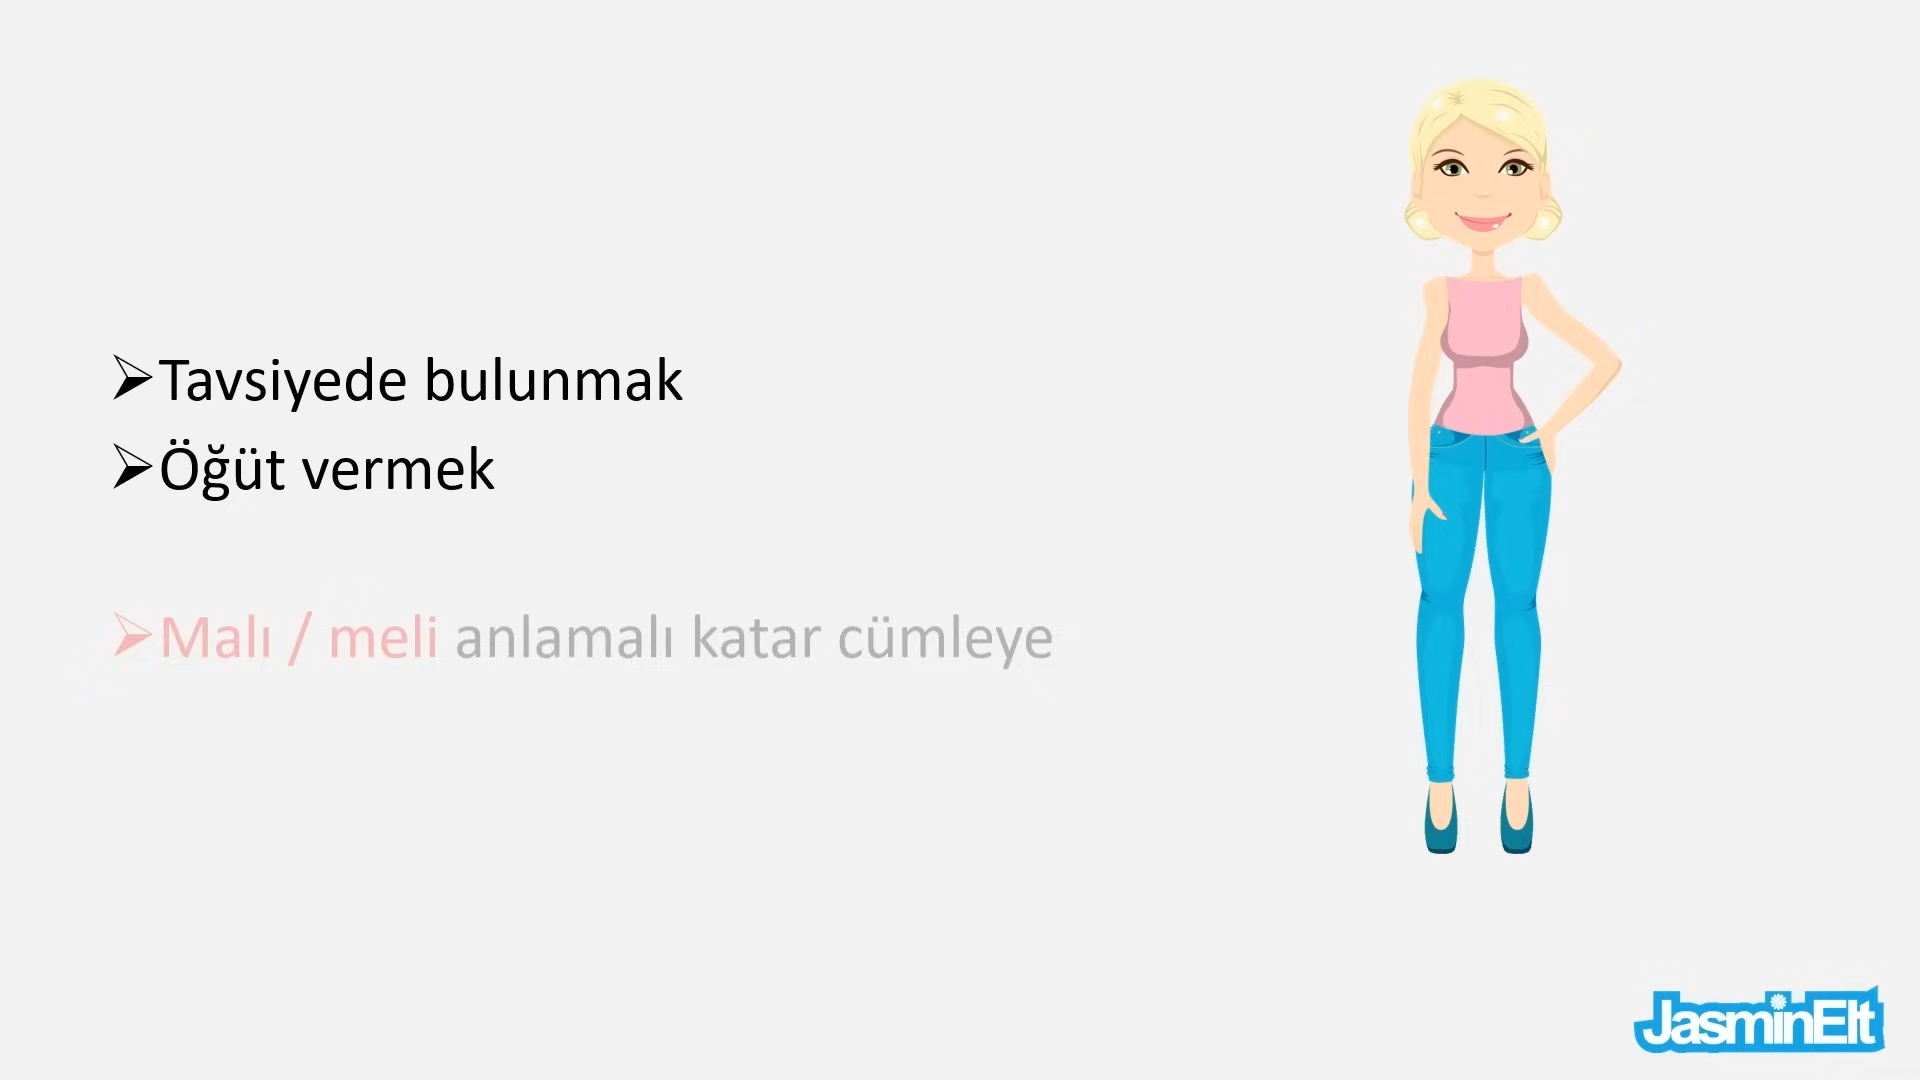 ➢Tavsiyede bulunmak
➢Öğüt vermek
➢Malı / meli anlamalı katar cümleye
JasminElt